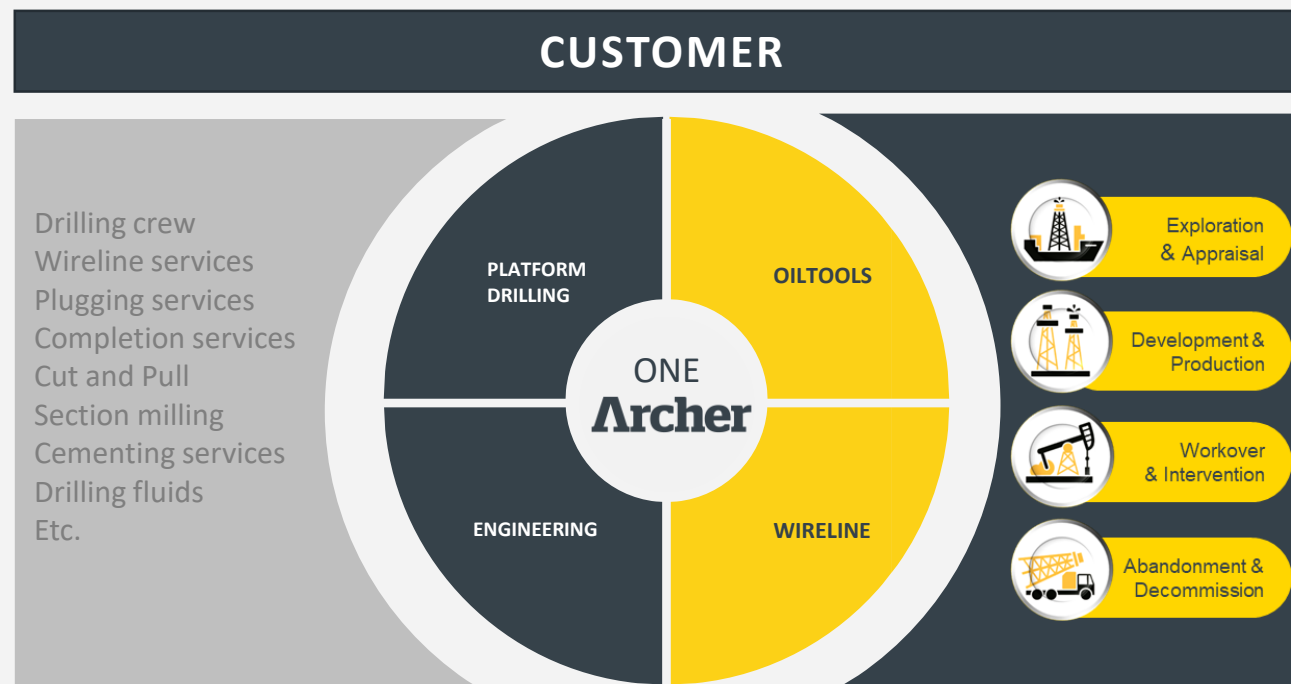 CUSTOMER
Drilling crew
Wireline services
Plugging services
Completion services
Cut and Pull
Section milling
Cementing services
Drilling fluids
Etc.
PLATFORM
DRILLING
OILTOOLS
ONE
Archer
ENGINEERING
WIRELINE
Exploration
& Appraisal
Development &
Production
Workover
& Intervention
Abandonment &
Decommission